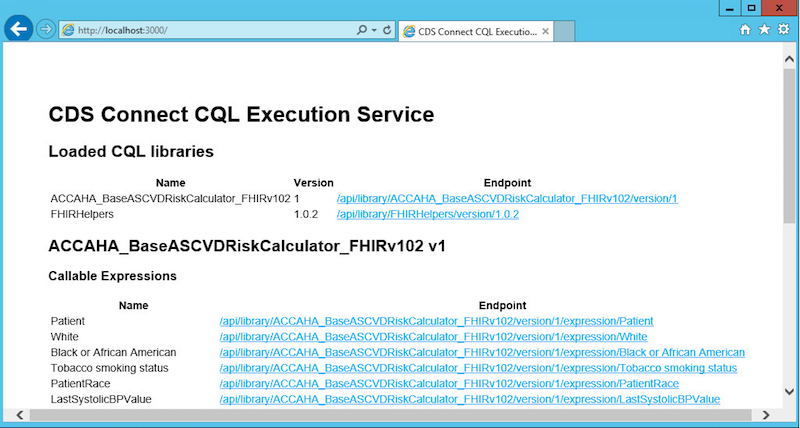 http://localhost:3000/
CDS Connect CQL Executio...
CDS Connect CQL Execution Service
Loaded CQL libraries
Name Version Endpoint
ACCAHA_BaseASCVDRiskCalculator_FHIRv102 1 /api/library/ACCAHA_BaseASCVDRiskCalculator_FHIRv102/version/1
FHIRHelpers 1.0.2 /api/library/FHIRHelpers/version/1.0.2
ACCAHA_BaseASCVDRiskCalculator_FHIRv102 v1
Callable Expressions
Name Endpoint
Patient /api/library/ACCAHA_BaseASCVDRiskCalculator_FHIRv102/version/1/expression/Patient
White /api/library/ACCAHA_BaseASCVDRiskCalculator_FHIRv102/version/1/expression/White
Black or African American /api/library/ACCAHA_BaseASCVDRiskCalculator_FHIRv102/version/1/expression/Black or African American
Tobacco smoking status /api/library/ACCAHA_BaseASCVDRiskCalculator_FHIRv102/version/1/expression/Tobacco smoking status
PatientRace /api/library/ACCAHA_BaseASCVDRiskCalculator_FHIRv102/version/1/expression/PatientRace
LastSystolicBPValue /api/library/ACCAHA_BaseASCVDRiskCalculator_FHIRv102/version/1/expression/LastSystolicBPValue